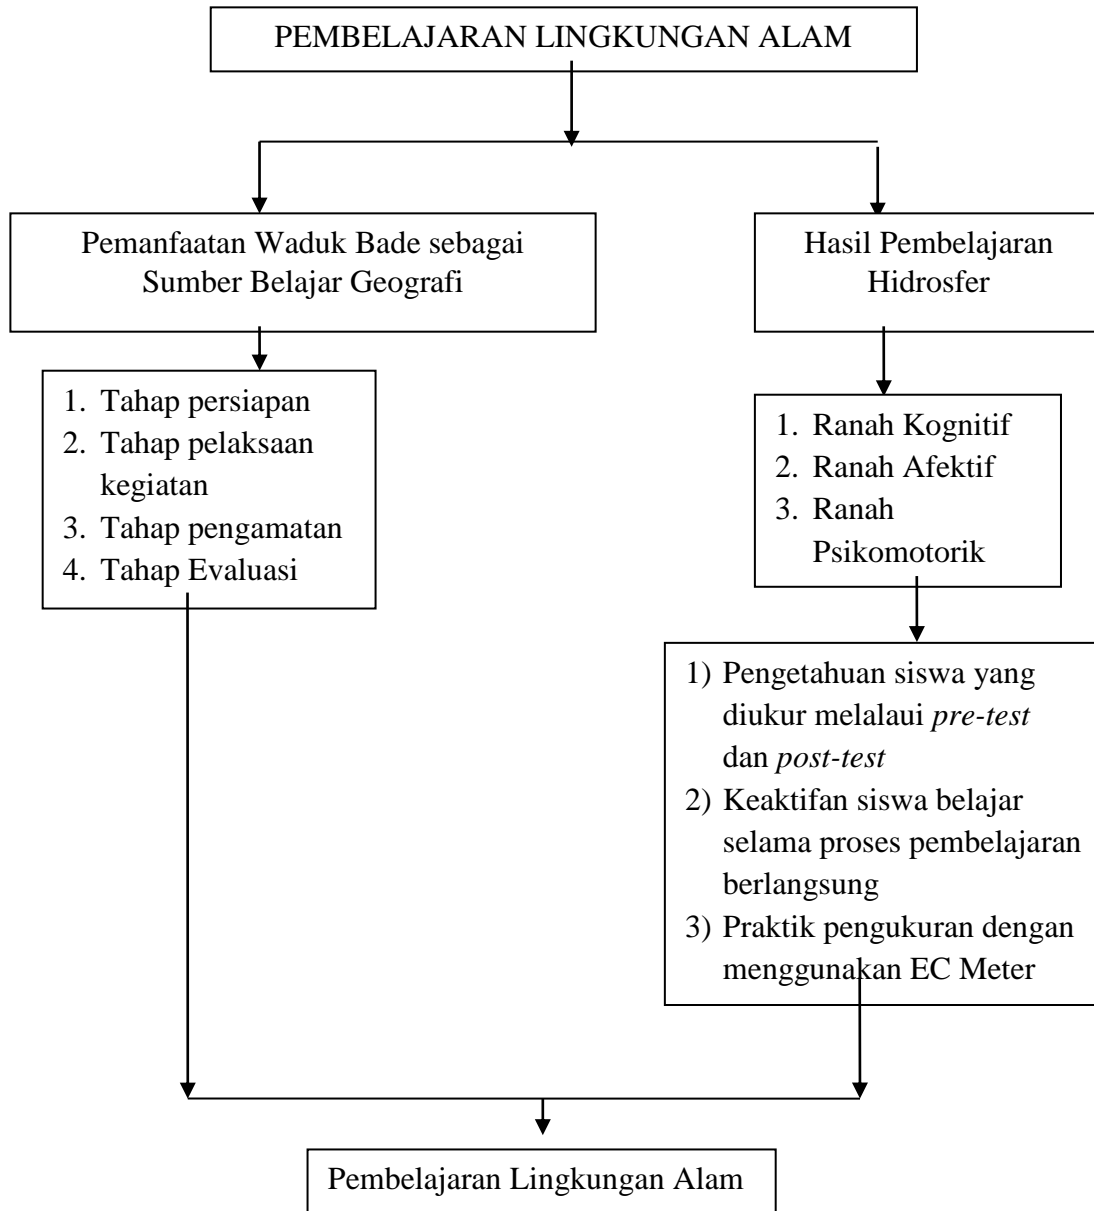 PEMBELAJARAN LINGKUNGAN ALAM
Pemanfaatan Waduk Bade sebagai
Sumber Belajar Geografi
Hasil Pembelajaran
Hidrosfer
1. Tahap persiapan
2. Tahap pelaksaan
kegiatan
3. Tahap pengamatan
4. Tahap Evaluasi
1. Ranah Kognitif
2. Ranah Afektif
3. Ranah
Psikomotorik
1) Pengetahuan siswa yang
diukur melalaui pre-test
dan post-test
2) Keaktifan siswa belajar
selama proses pembelajaran
berlangsung
3) Praktik pengukuran dengan
menggunakan EC Meter
Pembelajaran Lingkungan Alam